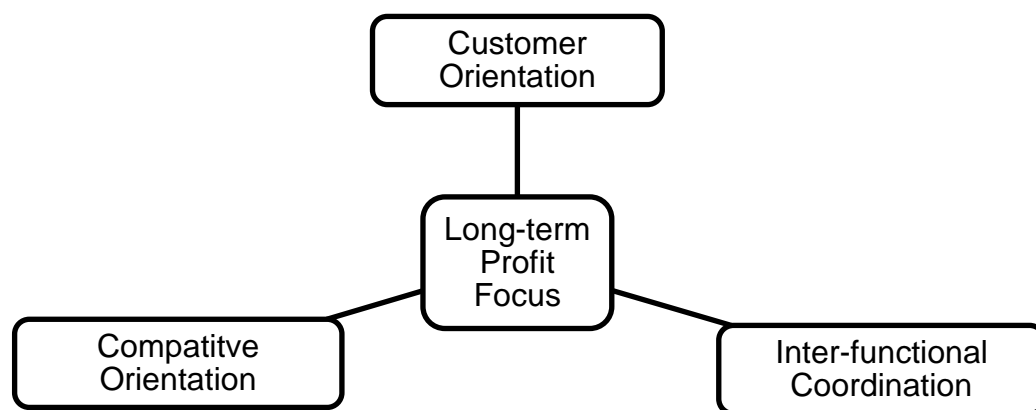 Customer
Orientation
Long-term
Profit
Focus
Compatitve
Orientation
Inter-functional
Coordination